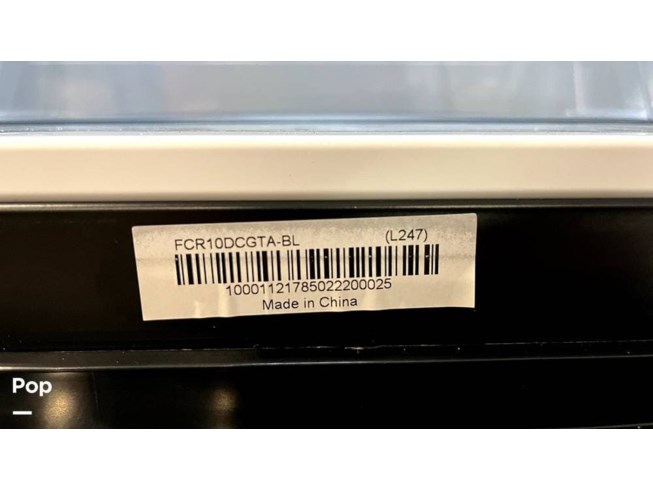 FCR10DCGTA-BL (L247)
10001121785022200025
Made in China
Pop